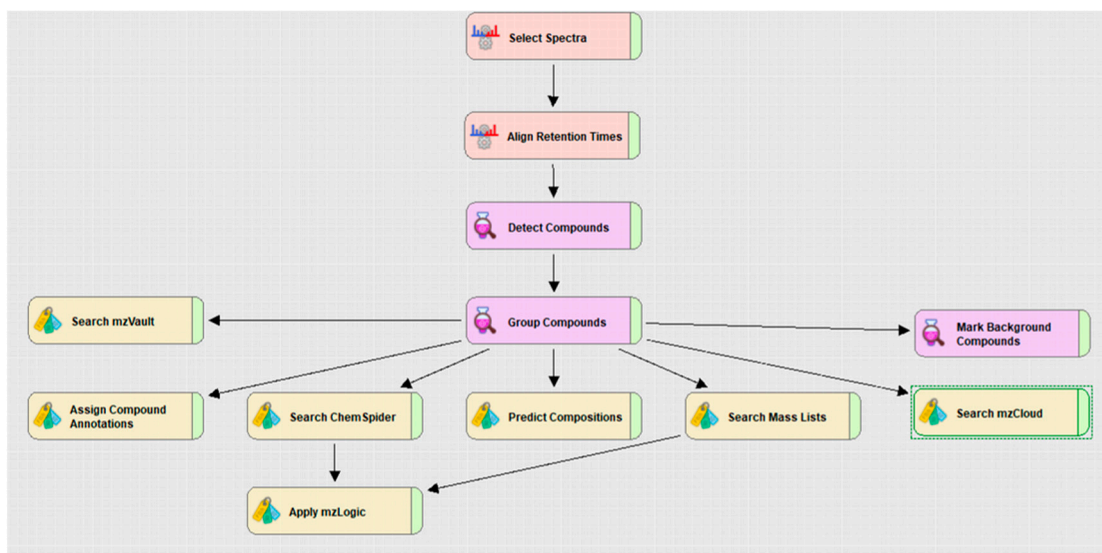 Select Spectra
Align Retention Times
Detect Compounds
Search mzVault
Group Compounds
Mark Background
Compounds
Assign Compound
Annotations
Search ChemSpider
Predict Compositions
Search Mass Lists
Search mzCloud
Apply mzLogic